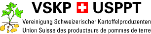 VSKP USPPT
Vereinigung Schweizerischer Kartoffelproduzenten
Union Suisse des producteurs de pommes de terre